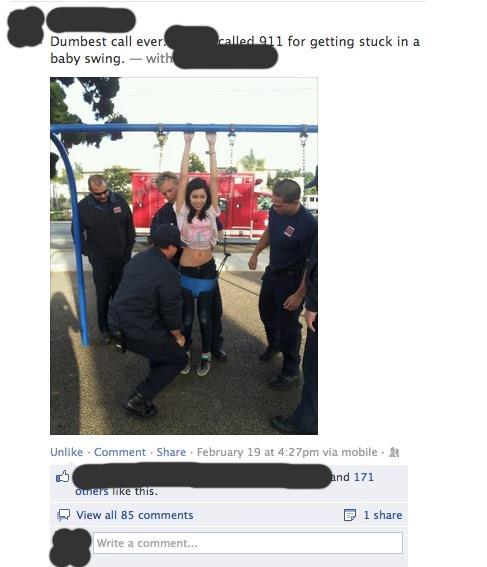 Dumbest call ever. called 911 for getting stuck in a
baby swing. — with
Unlike · Comment · Share · February 19 at 4:27pm via mobile ·
and 171
others like this.
View all 85 comments 1 share
Write a comment...